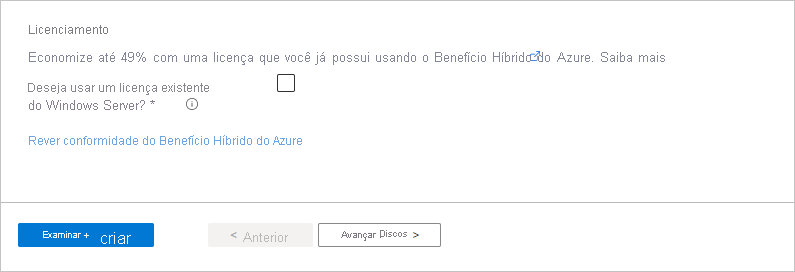 Licenciamento
Economize até 49% com uma licença que você já possui usando o Benefício Híbrido do Azure. Saiba mais
Deseja usar um licença existente
do Windows Server? *
Rever conformidade do Benefício Híbrido do Azure
Examinar + criar
< Anterior
Avançar Discos >